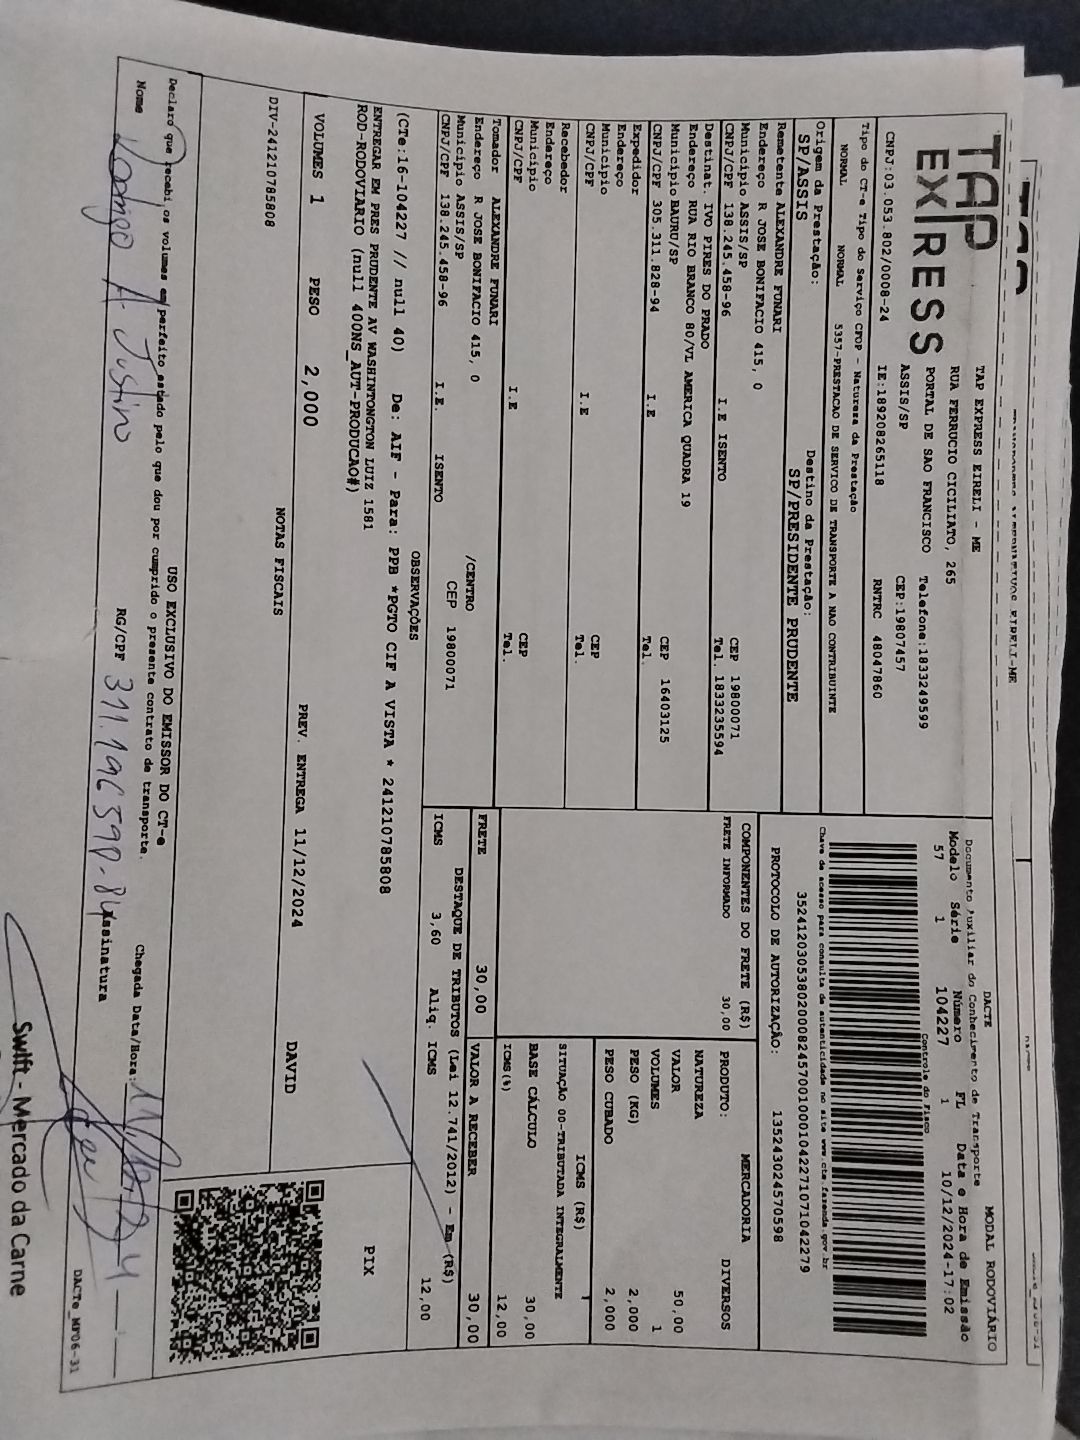 TAP
EXPRESS
TAP EXPRESS EIRELI - ME
RUA FERRUCIO CICILIATO, 265
PORTAL DE SAO FRANCISCO Telefone:1833249599
ASSIS/SP CEP:19807457
CNPJ:03.053.802/0008-24 IE:189208265118 RNTRC 48047860
DACTE MODAL RODOVIÁRIO
Documento Auxiliar do Conhecimento de Transporte
Modelo Série Número FL Data e Hora de Emissão
57 1 104227 1 10/12/2024-17:02
Controle do Fisco
Chave de acesso para consulta de autenticidade no site www.cte.fazenda.gov.br
35241203053802000824570010001042271071042279
PROTOCOLO DE AUTORIZAÇÃO: 135243024570598
Tipo do CT-e Tipo do Serviço CFOP - Natureza da Prestação
NORMAL NORMAL 5357-PRESTACAO DE SERVICO DE TRANSPORTE A NAO CONTRIBUINTE
Origem da Prestação: Destino da Prestação:
SP/ASSIS SP/PRESIDENTE PRUDENTE
Remetente ALEXANDRE FUNARI
Endereço R JOSE BONIFACIO 415, 0
Município ASSIS/SP CEP 19800071
CNPJ/CPF 138.245.458-96 I.E ISENTO Tel. 1833235594
Destinat. IVO PIRES DO PRADO
Endereço RUA RIO BRANCO 80/VL AMERICA QUADRA 19
Município BAURU/SP CEP 16403125
CNPJ/CPF 305.311.828-94 I.E Tel.
Expedidor
Endereço
Município CEP
CNPJ/CPF I.E Tel.
Recebedor
Endereço
Município CEP
CNPJ/CPF I.E Tel.
Tomador ALEXANDRE FUNARI
Endereço R JOSE BONIFACIO 415, 0 /CENTRO
Município ASSIS/SP CEP 19800071
CNPJ/CPF 138.245.458-96 I.E. ISENTO
COMPONENTES DO FRETE (R$)
FRETE INFORMADO 30,00
PRODUTO: MERCADORIA
NATUREZA DIVERSOS
VALOR 50,00
VOLUMES 1
PESO (KG) 2,000
PESO CUBADO 2,000
ICMS (R$)
SITUAÇÃO 00-TRIBUTADA INTEGRALMENTE
BASE CÁLCULO 30,00
ICMS(%) 12,00
FRETE 30,00 VALOR A RECEBER 30,00
DESTAQUE DE TRIBUTOS (Lei 12.741/2012) - Em (R$)
ICMS 3,60 Aliq. ICMS 12,00
OBSERVAÇÕES
(CTe:16-104227 // null 40) De: AIF - Para: PPB *PGTO CIF A VISTA * 241210785808
ENTREGAR EM PRES PRUDENTE AV WASHINTONGTON LUIZ 1581
ROD-RODOVIARIO (null 400NS_AUT-PRODUCAO#)
PIX
VOLUMES 1 PESO 2,000 PREV. ENTREGA 11/12/2024 DAVID
NOTAS FISCAIS
DIV-241210785808
USO EXCLUSIVO DO EMISSOR DO CT-e
Declaro que recebi os volumes em perfeito estado pelo que dou por cumprido o presente contrato de transporte.
Chegada Data/Hora:
Nome Rodrigo A Justino RG/CPF Assinatura
DACTe_MF06-31
Swift - Mercado da Carne